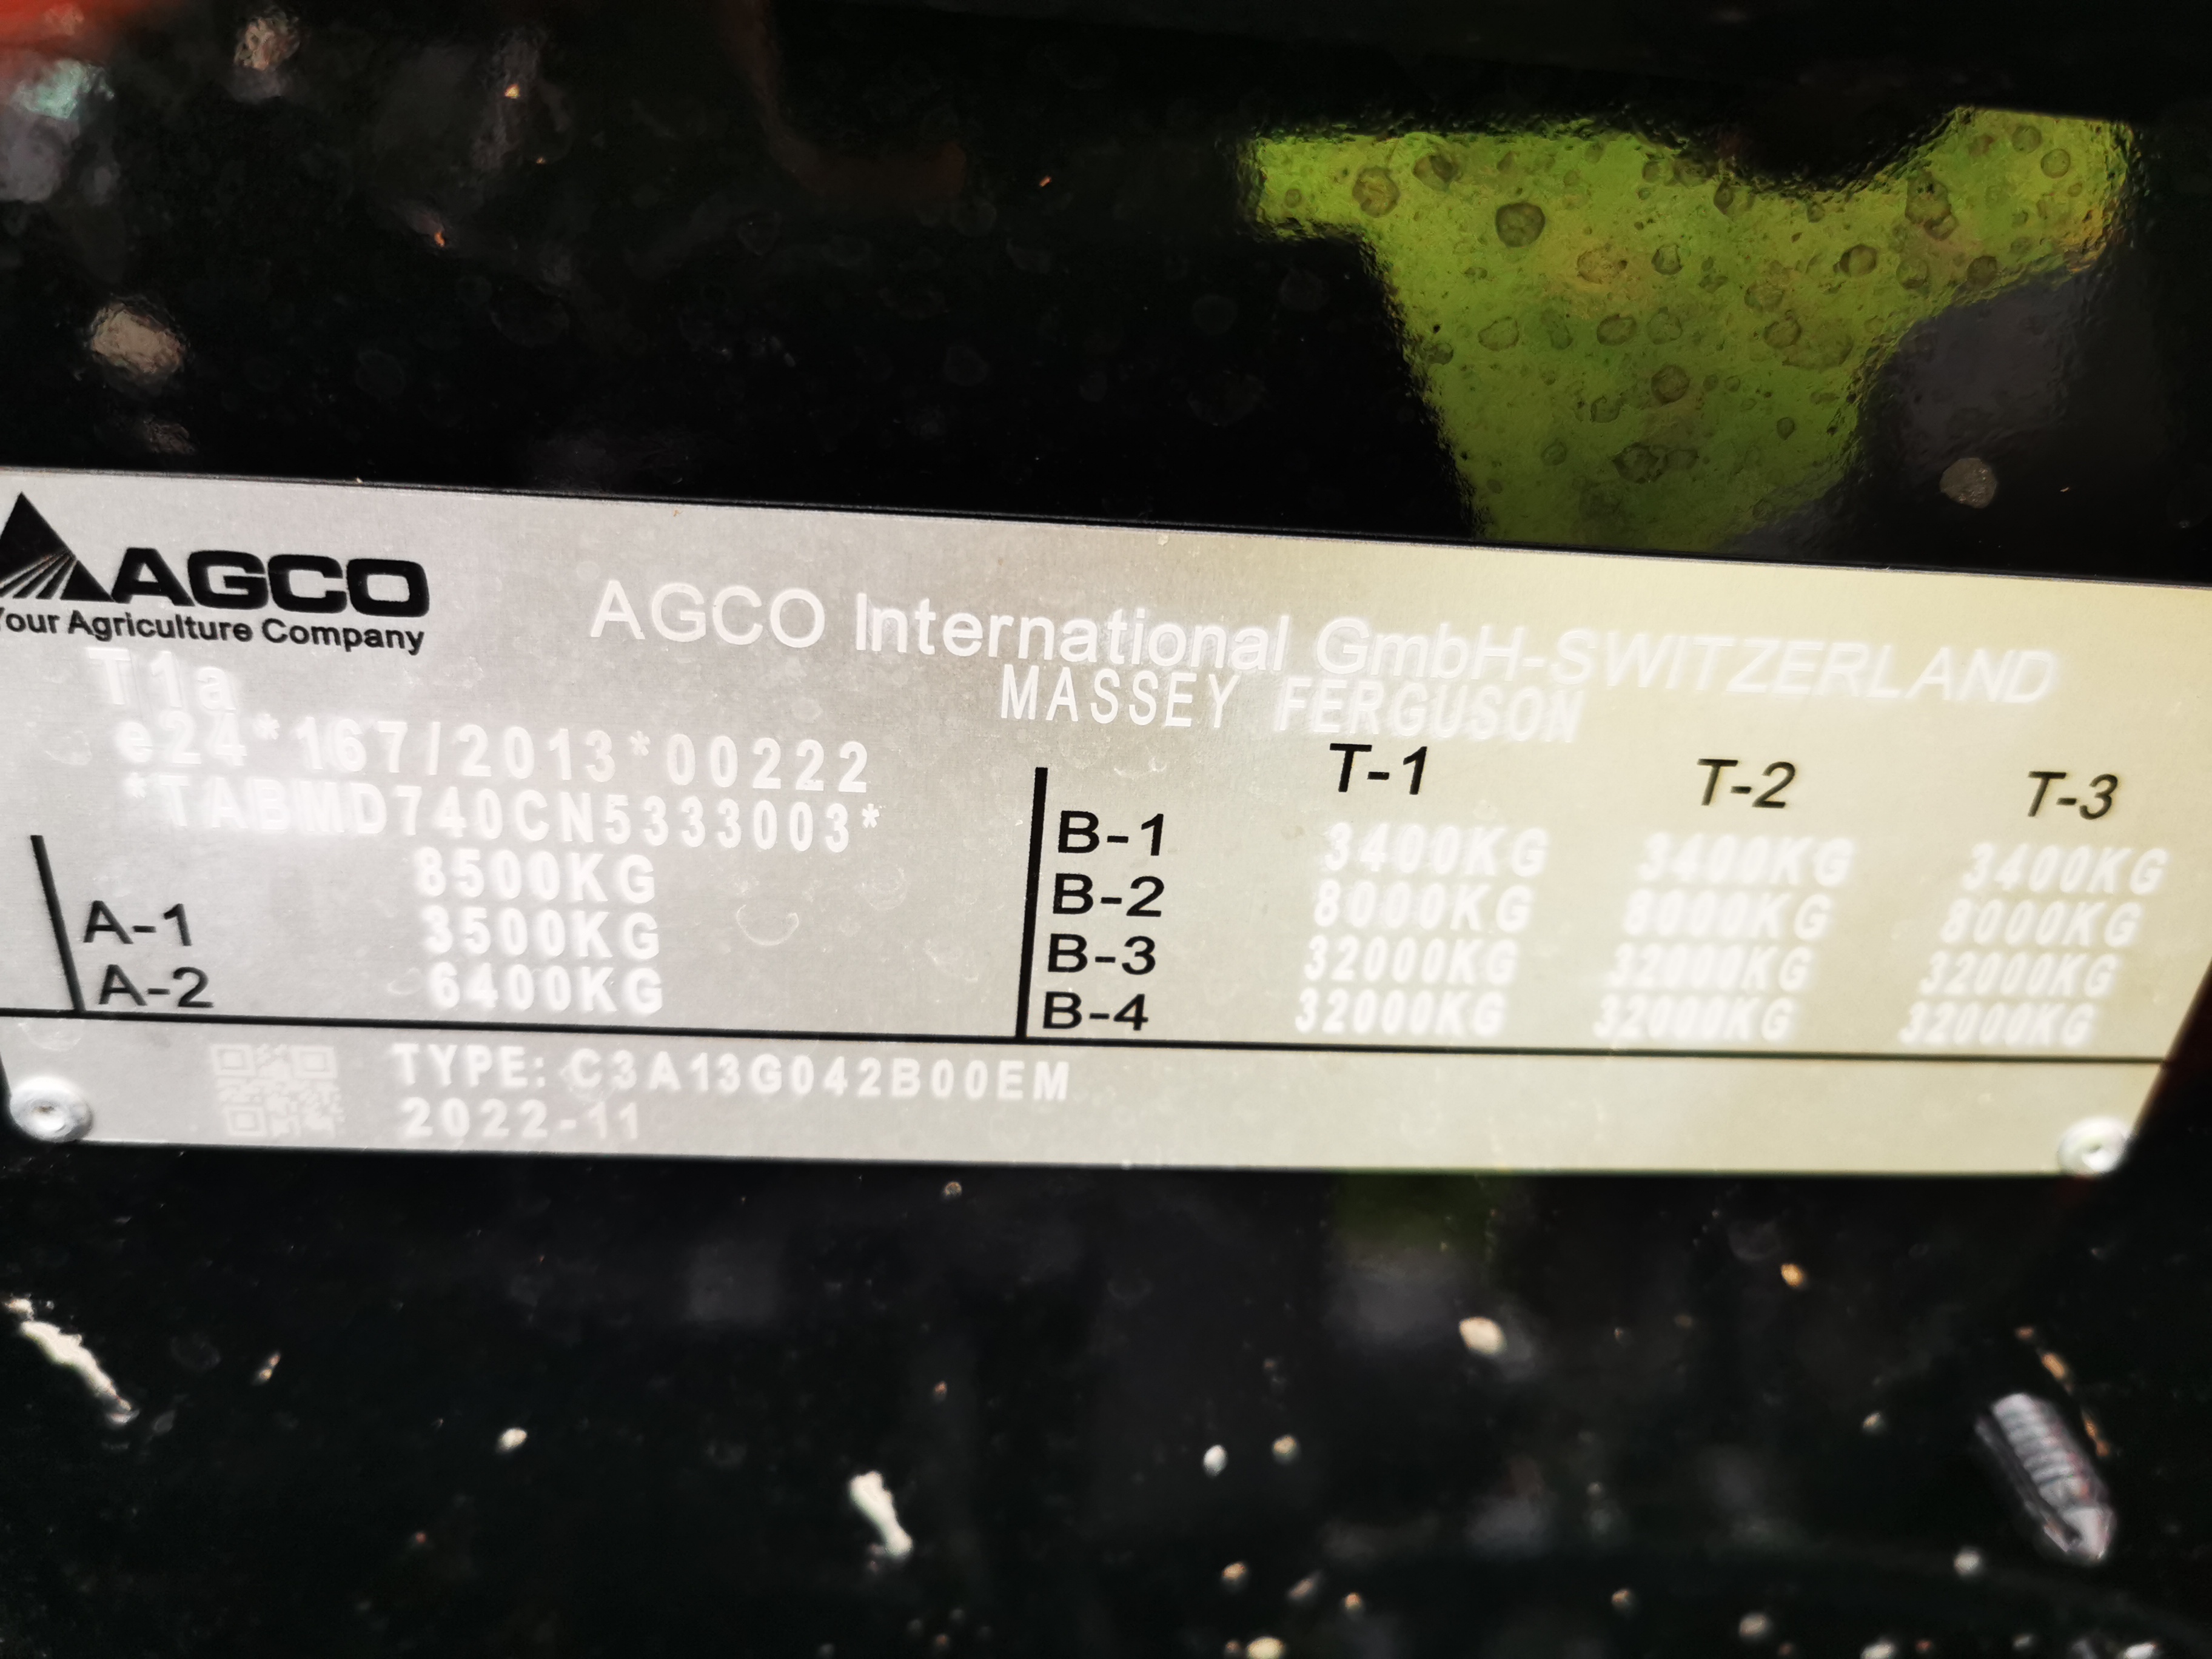 AGCO
Your Agriculture Company
AGCO International GmbH-SWITZERLAND
MASSEY FERGUSON
T1a
e24*167/2013*00222
*TABMD740CN5333003*
8500KG
A-1 3500KG
A-2 6400KG
T-1 T-2 T-3
B-1 3400KG 3400KG 3400KG
B-2 8000KG 8000KG 8000KG
B-3 32000KG 32000KG 32000KG
B-4 32000KG 32000KG 32000KG
TYPE: C3A13G042B00EM
2022-11